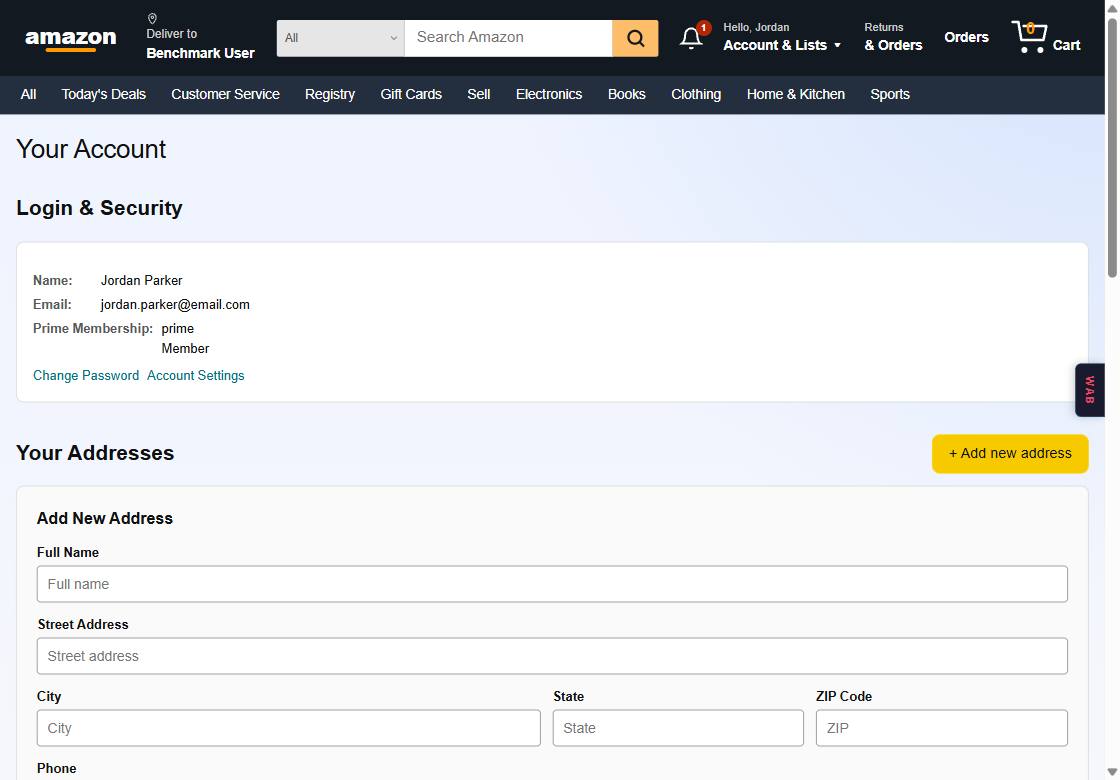 amazon
Deliver to
Benchmark User
All
Search Amazon
1
Hello, Jordan
Account & Lists
Returns
& Orders
Orders
0
Cart
All Today's Deals Customer Service Registry Gift Cards Sell Electronics Books Clothing Home & Kitchen Sports
Your Account
Login & Security
Name: Jordan Parker
Email: jordan.parker@email.com
Prime Membership: prime
Member
Change Password Account Settings
WAB
Your Addresses
+ Add new address
Add New Address
Full Name
Full name
Street Address
Street address
City State ZIP Code
City State ZIP
Phone